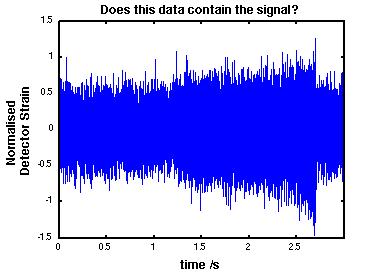 Does this data contain the signal?
1.5
1
0.5
0
-0.5
-1
-1.5
Normalised
Detector Strain
0 0.5 1 1.5 2 2.5
time /s